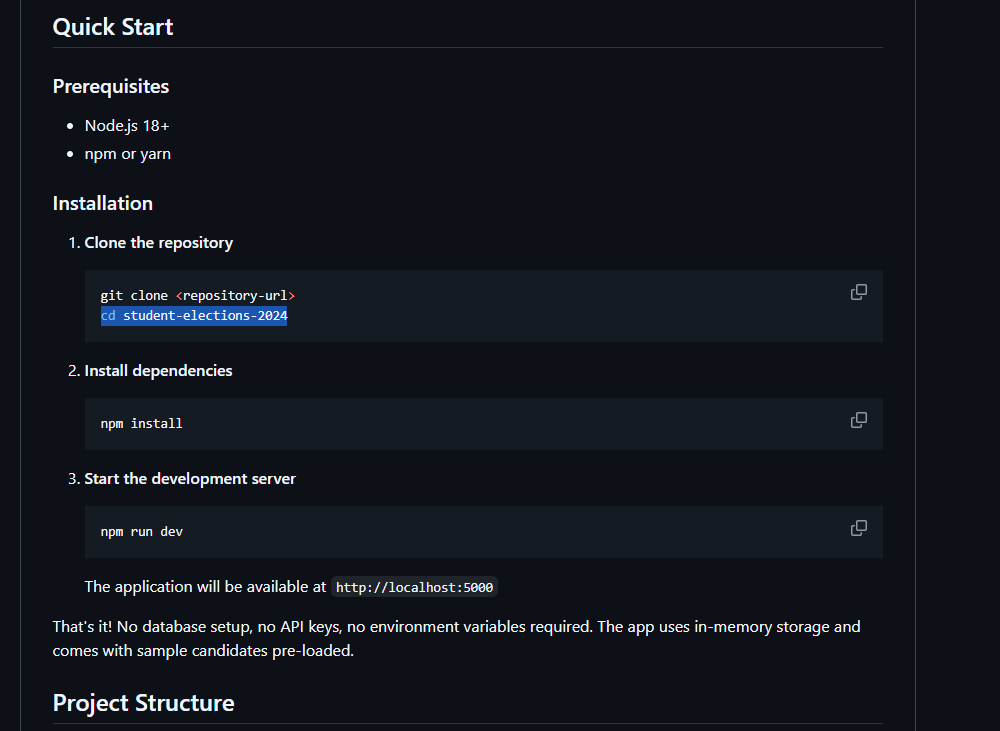 Quick Start
Prerequisites
Node.js 18+
npm or yarn
Installation
1. Clone the repository
git clone <repository-url>
cd student-elections-2024
2. Install dependencies
npm install
3. Start the development server
npm run dev
The application will be available at http://localhost:5000
That's it! No database setup, no API keys, no environment variables required. The app uses in-memory storage and
comes with sample candidates pre-loaded.
Project Structure